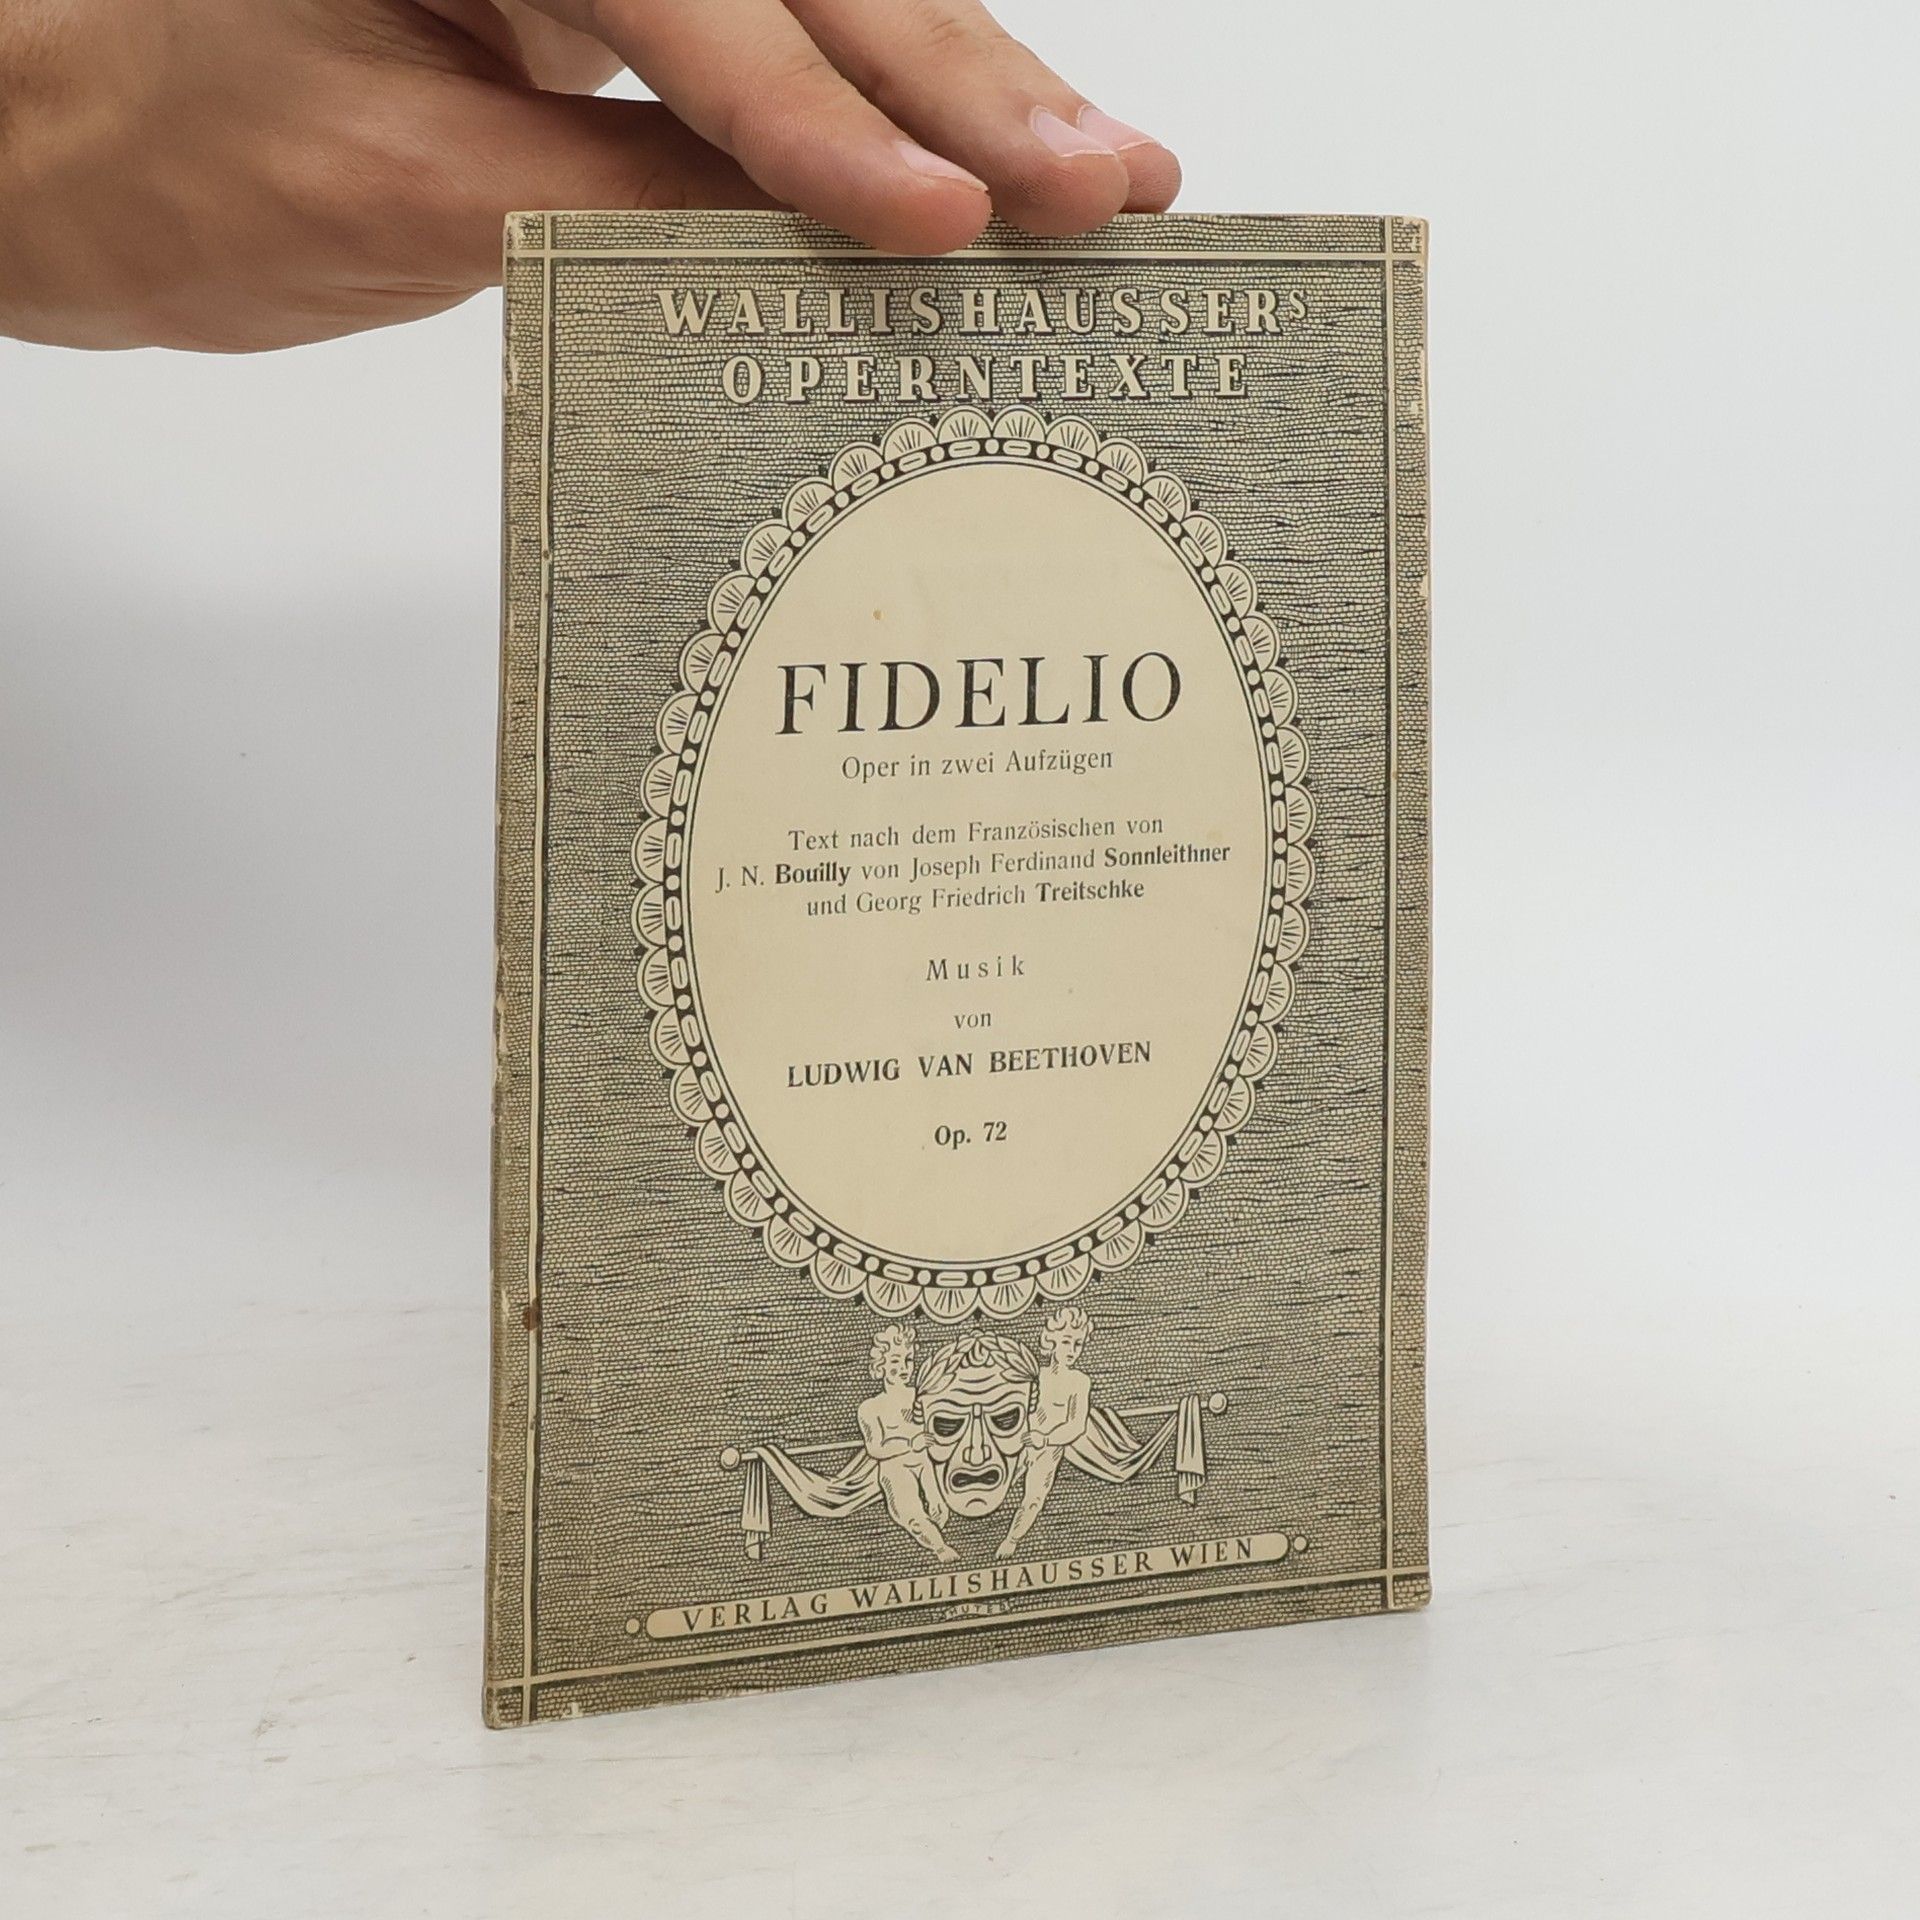 WALLISHAUSSERS
OPERNTEXTE
FIDELIO
Oper in zwei Aufzügen
Text nach dem Französischen von
J. N. Bouilly von Joseph Ferdinand Sonnleithner
und Georg Friedrich Treitschke
Musik
von
LUDWIG VAN BEETHOVEN
Op. 72
VERLAG WALLISHAUSSER WIEN